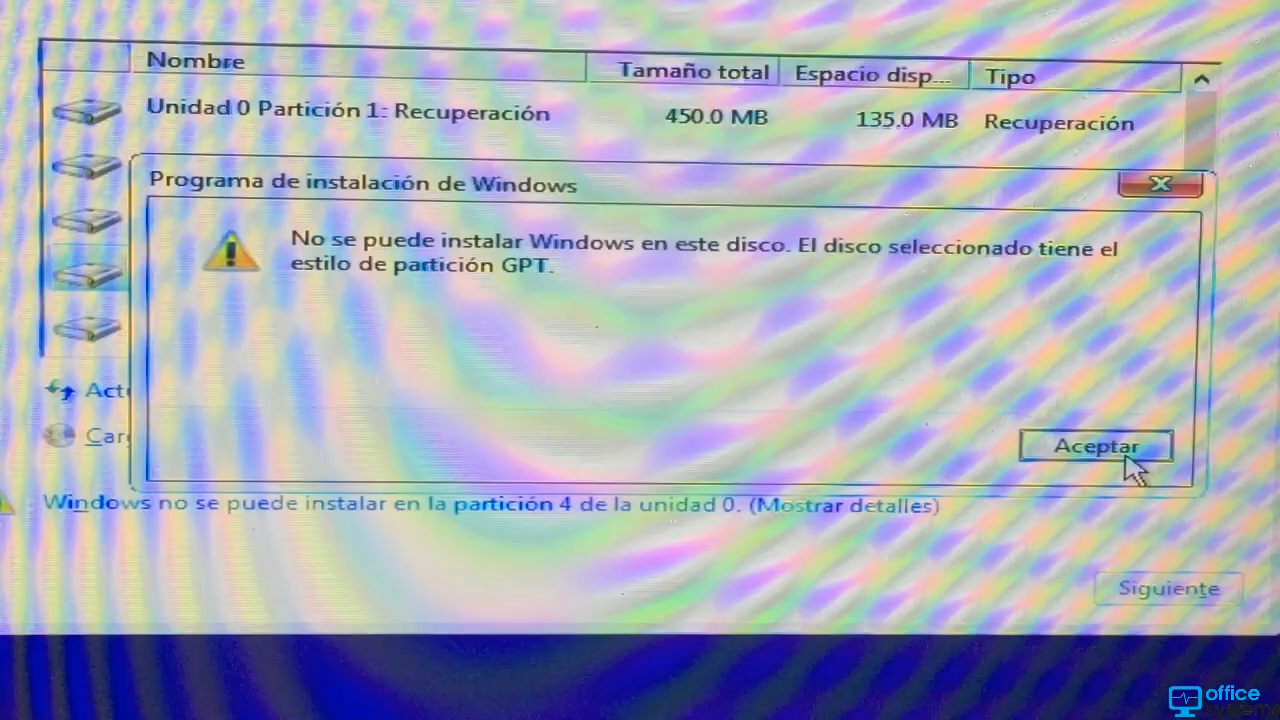 Nombre Tamaño total Espacio disp... Tipo
Unidad 0 Partición 1: Recuperación 450.0 MB 135.0 MB Recuperación
Programa de instalación de Windows
No se puede instalar Windows en este disco. El disco seleccionado tiene el
estilo de partición GPT.
Act
Car
Aceptar
Windows no se puede instalar en la partición 4 de la unidad 0. (Mostrar detalles)
Siguiente
office